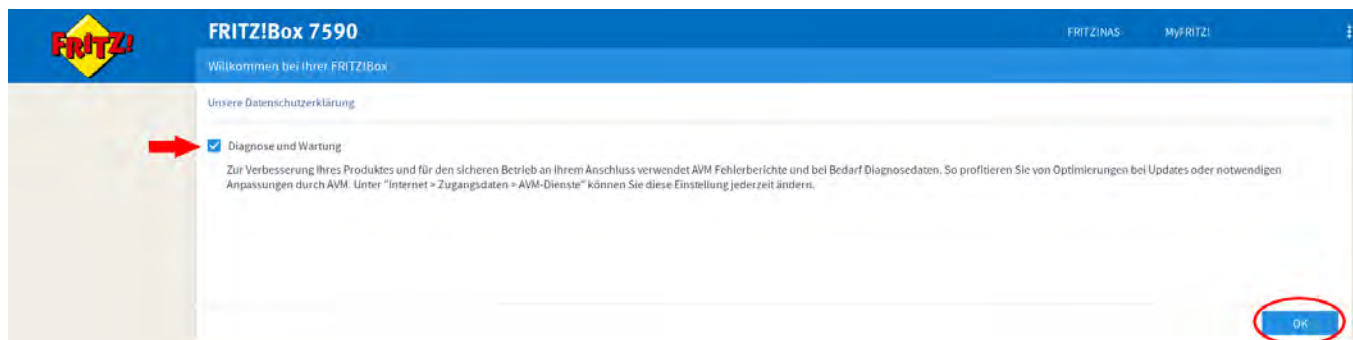 FRITZ!
FRITZ!Box 7590
FRITZ!NAS
MyFRITZ!
Willkommen bei Ihrer FRITZ!Box
Unsere Datenschutzerklärung
Diagnose und Wartung
Zur Verbesserung Ihres Produktes und für den sicheren Betrieb an Ihrem Anschluss verwendet AVM Fehlerberichte und bei Bedarf Diagnosedaten. So profitieren Sie von Optimierungen bei Updates oder notwendigen
Anpassungen durch AVM. Unter "Internet > Zugangsdaten > AVM-Dienste" können Sie diese Einstellung jederzeit ändern.
OK